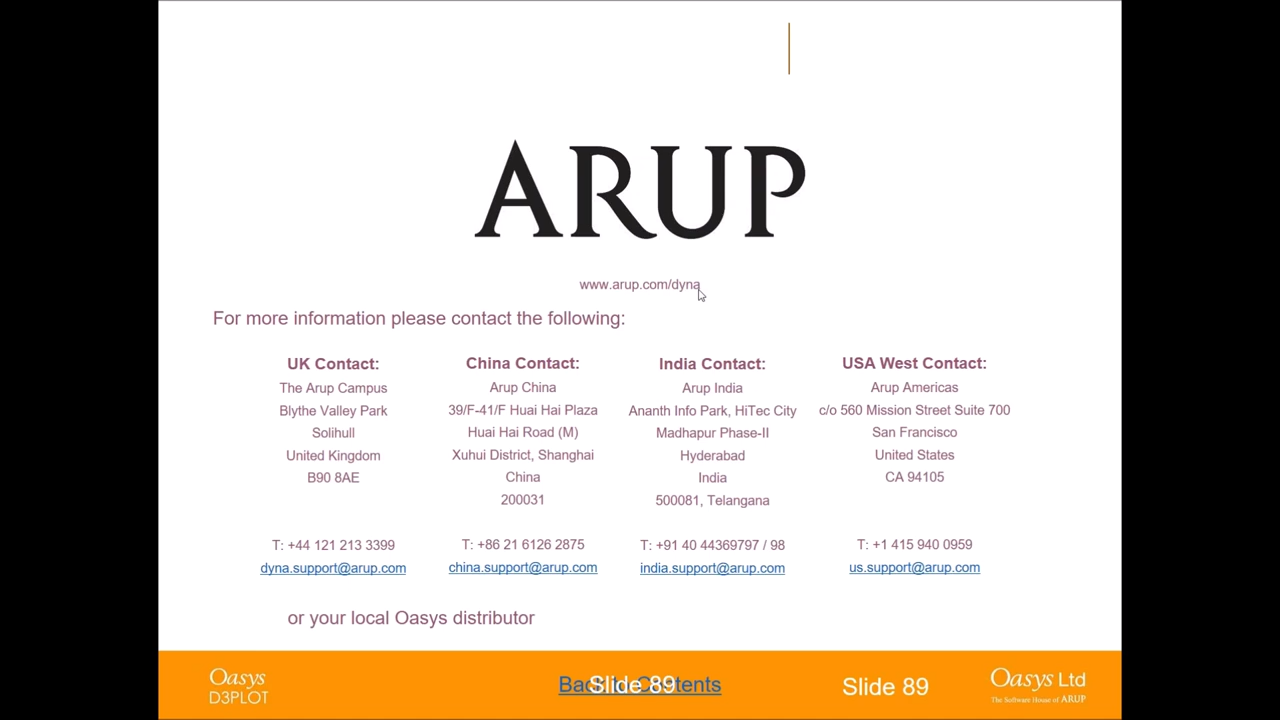 ARUP
www.arup.com/dyna
For more information please contact the following:
UK Contact:
The Arup Campus
Blythe Valley Park
Solihull
United Kingdom
B90 8AE
T: +44 121 213 3399
dyna.support@arup.com
China Contact:
Arup China
39/F-41/F Huai Hai Plaza
Huai Hai Road (M)
Xuhui District, Shanghai
China
200031
T: +86 21 6126 2875
china.support@arup.com
India Contact:
Arup India
Ananth Info Park, HiTec City
Madhapur Phase-II
Hyderabad
India
500081, Telangana
T: +91 40 44369797 / 98
india.support@arup.com
USA West Contact:
Arup Americas
c/o 560 Mission Street Suite 700
San Francisco
United States
CA 94105
T: +1 415 940 0959
us.support@arup.com
or your local Oasys distributor
Oasys
D3PLOT
Back to Contents
Slide 89
Slide 89
Oasys Ltd
The Software House of ARUP